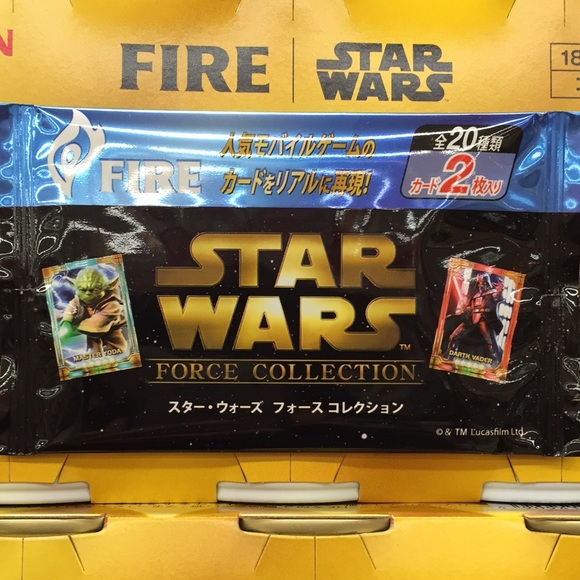 N
FIRE
STAR
WARS
18
FIRE
人気モバイルゲームの
カードをリアルに再現!
全20種類
カード2枚入り
STAR
WARS
TM
FORCE COLLECTION
スター・ウォーズ フォース コレクション
MASTER YODA
DARTH VADER
© & TM Lucasfilm Ltd.